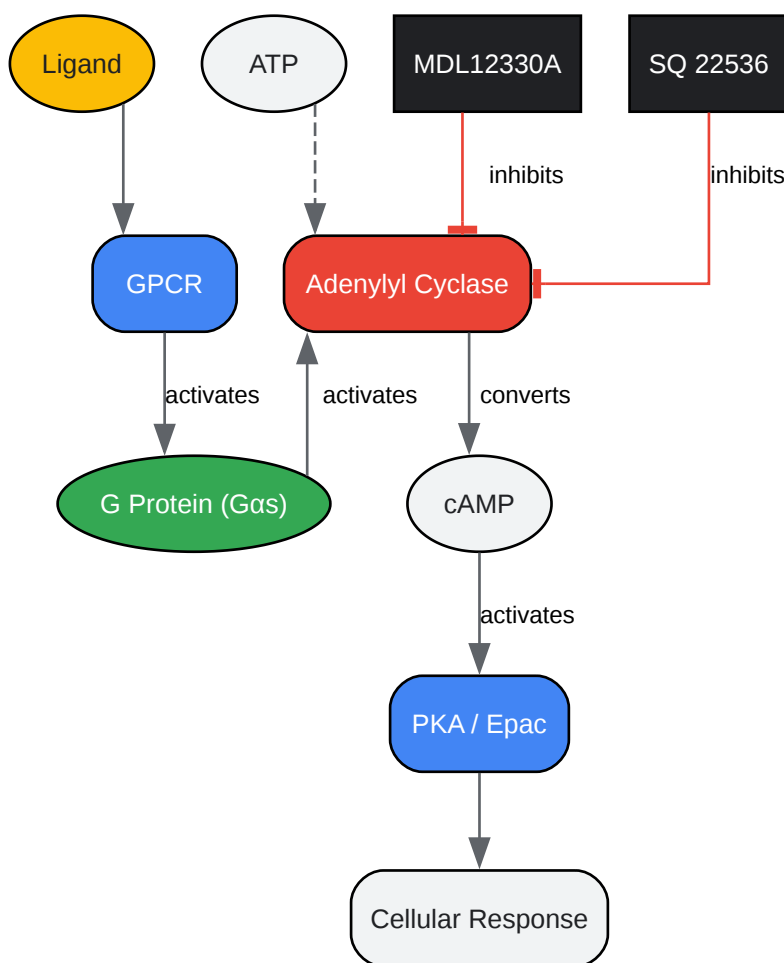 Ligand
ATP
MDL12330A
SQ 22536
inhibits
inhibits
GPCR
Adenylyl Cyclase
activates
activates
converts
G Protein (Gαs)
cAMP
activates
PKA / Epac
Cellular Response